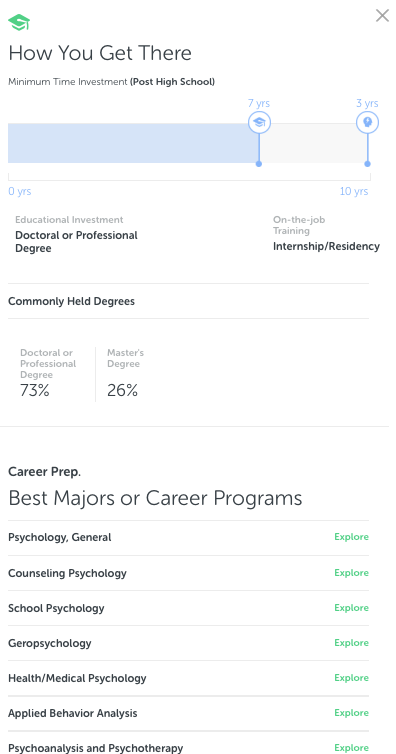 How You Get There
Minimum Time Investment (Post High School)
7 yrs
3 yrs
0 yrs
10 yrs
Educational Investment
Doctoral or Professional
Degree
On-the-job
Training
Internship/Residency
Commonly Held Degrees
Doctoral or
Professional
Degree
73%
Master's
Degree
26%
Career Prep.
Best Majors or Career Programs
Psychology, General Explore
Counseling Psychology Explore
School Psychology Explore
Geropsychology Explore
Health/Medical Psychology Explore
Applied Behavior Analysis Explore
Psychoanalysis and Psychotherapy Explore